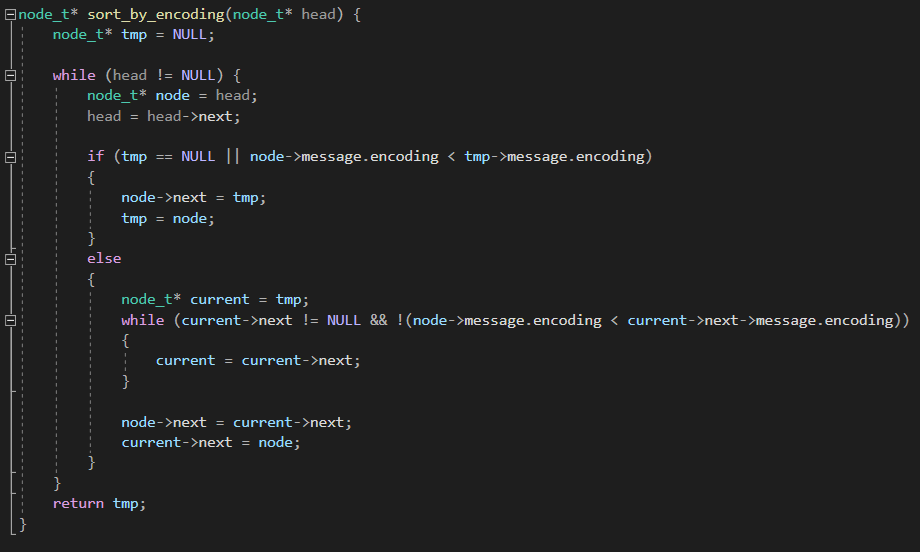 node_t* sort_by_encoding(node_t* head) {
    node_t* tmp = NULL;

    while (head != NULL) {
        node_t* node = head;
        head = head->next;

        if (tmp == NULL || node->message.encoding < tmp->message.encoding)
        {
            node->next = tmp;
            tmp = node;
        }
        else
        {
            node_t* current = tmp;
            while (current->next != NULL && !(node->message.encoding < current->next->message.encoding))
            {
                current = current->next;
            }

            node->next = current->next;
            current->next = node;
        }
    }
    return tmp;
}